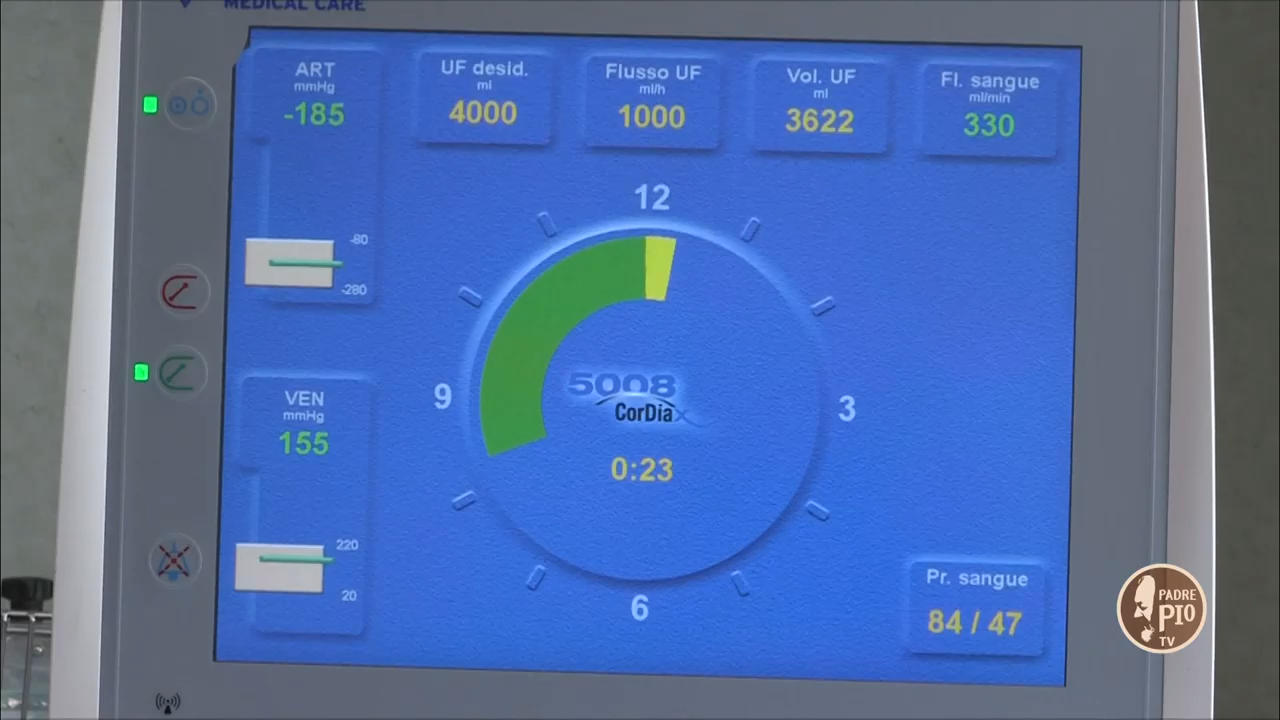 MEDICAL CARE
ART
mmHg
-185
-80
-280
UF desid.
ml
4000
Flusso UF
ml/h
1000
Vol. UF
ml
3622
Fl. sangue
ml/min
330
12
9
3
6
5008
CorDiax
0:23
VEN
mmHg
155
220
20
Pr. sangue
84 / 47
PADRE
PIO
TV